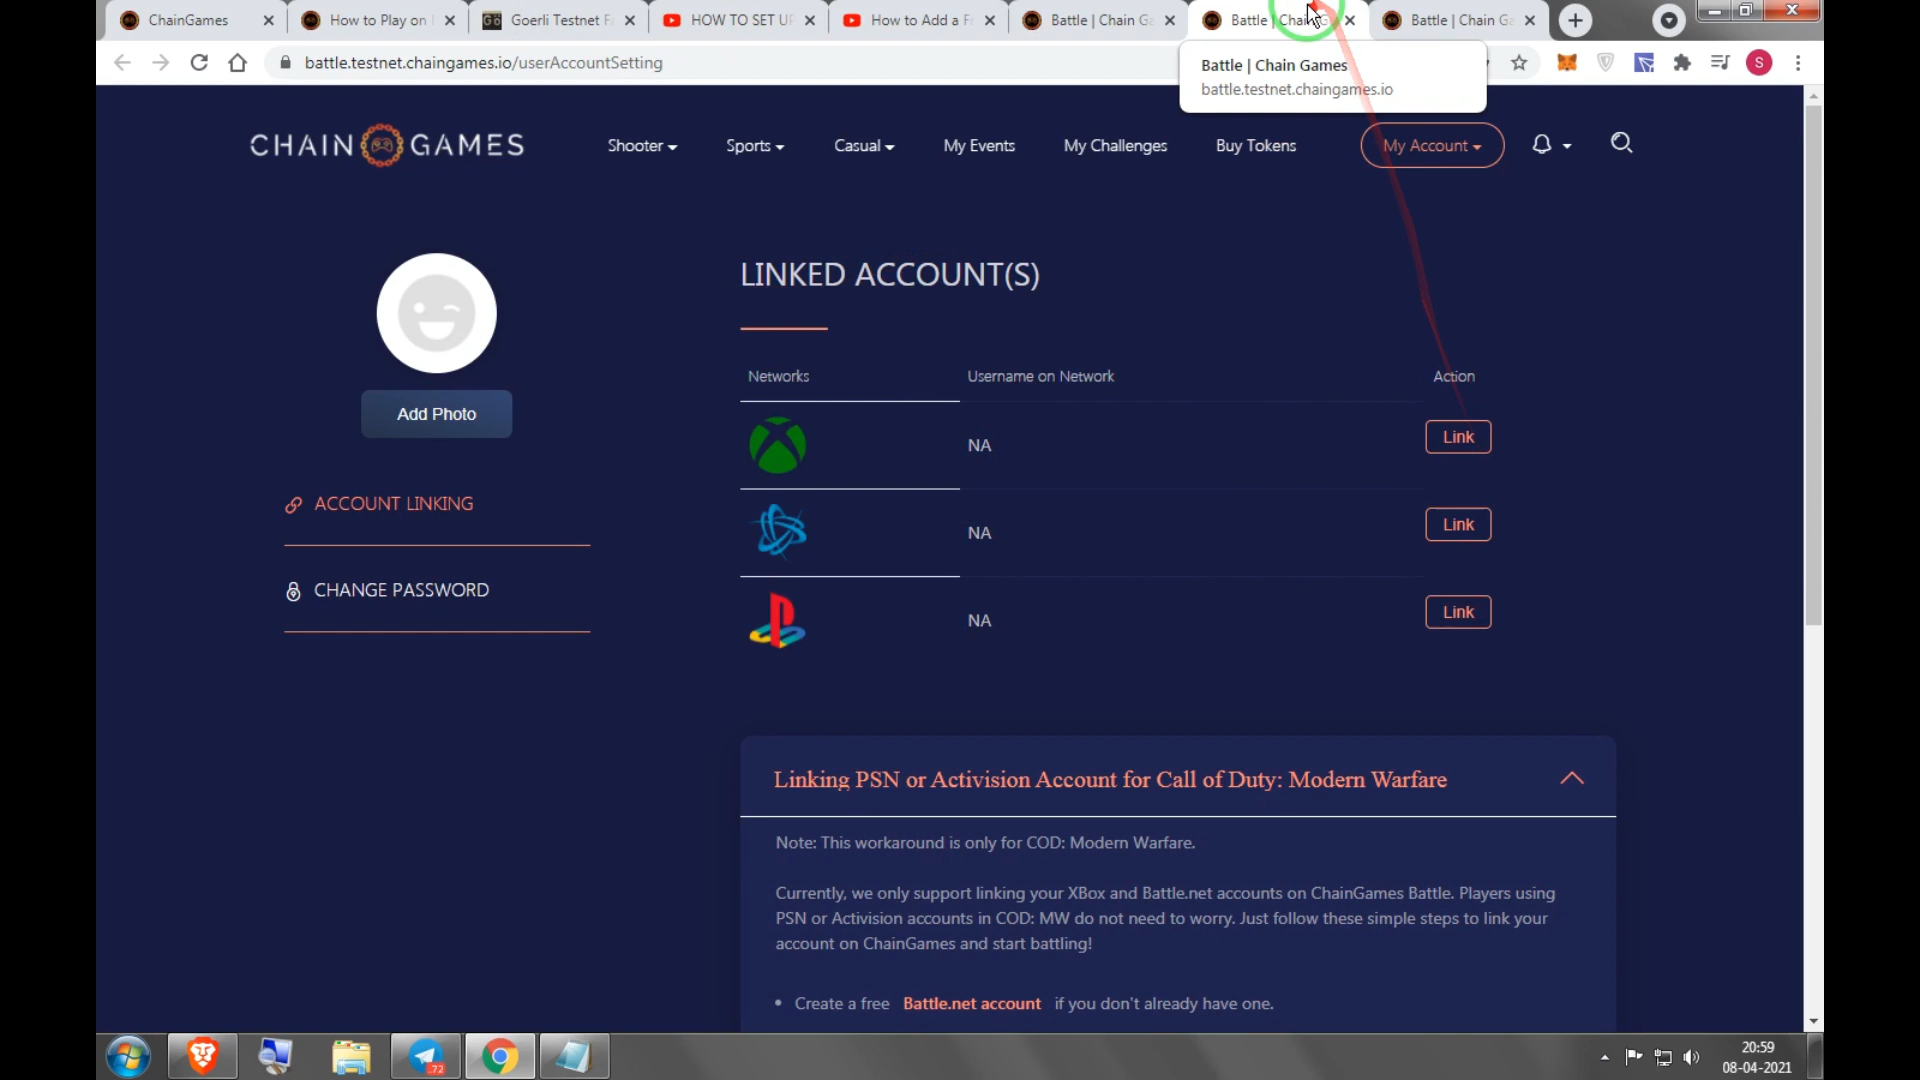 ChainGames
How to Play on
Goerli Testnet F
HOW TO SET UP
How to Add a F
Battle | Chain Ga
Battle | Chain G
Battle | Chain Ga
battle.testnet.chaingames.io/userAccountSetting
S
Battle | Chain Games
battle.testnet.chaingames.io
CHAIN GAMES
Shooter
Sports
Casual
My Events
My Challenges
Buy Tokens
My Account
LINKED ACCOUNT(S)
Add Photo
ACCOUNT LINKING
CHANGE PASSWORD
Networks
Username on Network
Action
NA
Link
NA
Link
NA
Link
Linking PSN or Activision Account for Call of Duty: Modern Warfare
Note: This workaround is only for COD: Modern Warfare.
Currently, we only support linking your XBox and Battle.net accounts on ChainGames Battle. Players using
PSN or Activision accounts in COD: MW do not need to worry. Just follow these simple steps to link your
account on ChainGames and start battling!
• Create a free Battle.net account if you don't already have one.
72
20:59
08-04-2021